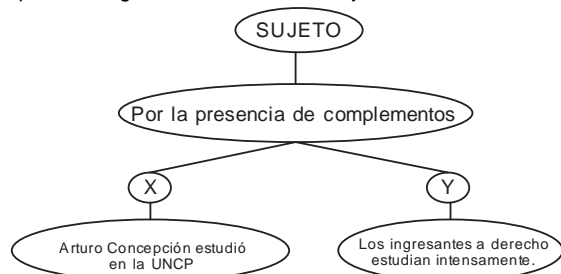 SUJETO
Por la presencia de complementos
X
Y
Arturo Concepción estudió
en la UNCP
Los ingresantes a derecho
estudian intensamente.